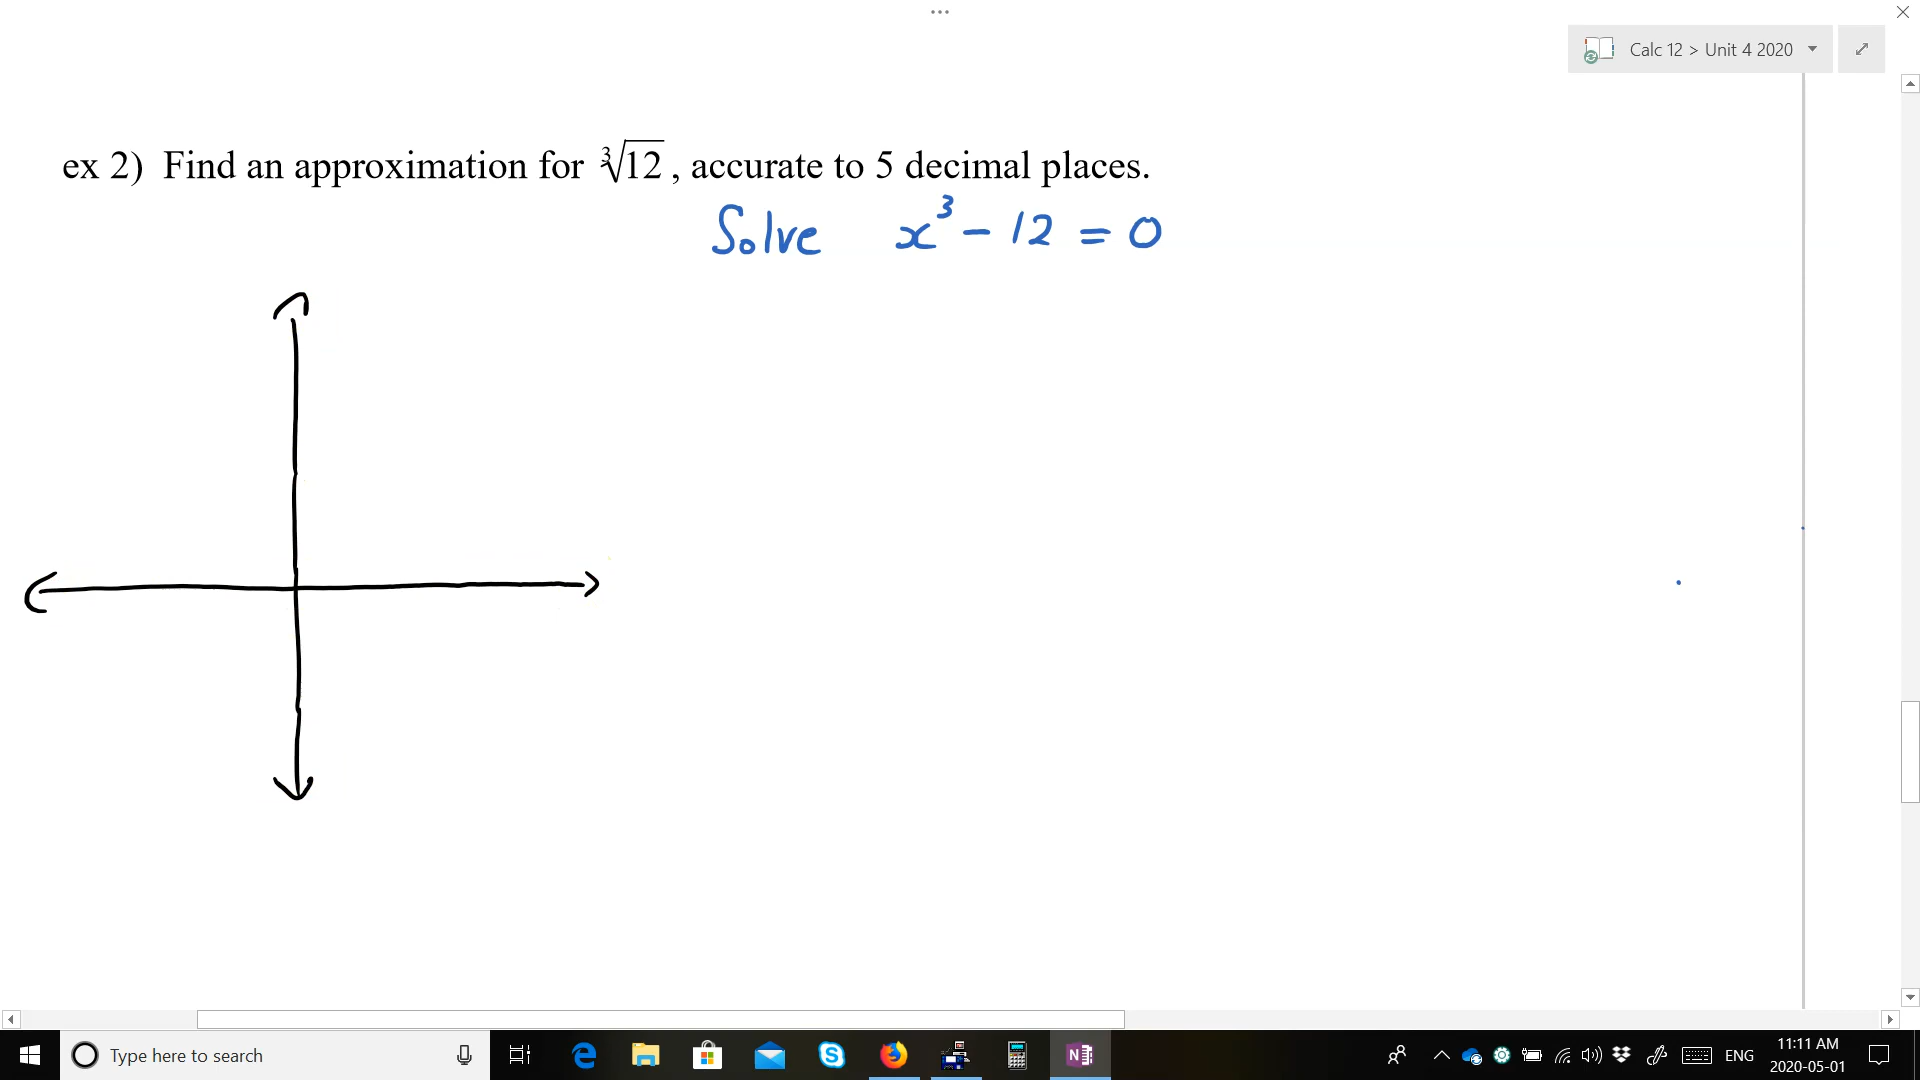 Calc 12 > Unit 4 2020
ex 2) Find an approximation for ∛12, accurate to 5 decimal places.
Solve x³ - 12 = 0
Type here to search
ENG
11:11 AM
2020-05-01